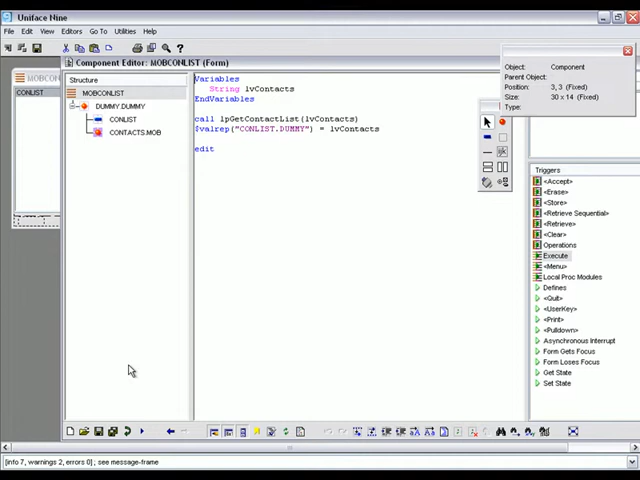 Uniface Nine
File Edit View Editors Go To Utilities Help
MOBCONLIST
CONLIST
Component Editor: MOBCONLIST (Form)
Structure
MOBCONLIST
DUMMY.DUMMY
CONLIST
CONTACTS.MOB
Variables
String lvContacts
EndVariables
call lpGetContactList(lvContacts)
$valrep("CONLIST.DUMMY") = lvContacts
edit
Object: Component
Parent Object:
Position: 3, 3 (Fixed)
Size: 30 x 14 (Fixed)
Type:
Triggers
<Accept>
<Erase>
<Store>
<Retrieve Sequential>
<Retrieve>
<Clear>
Operations
Execute
<Menu>
Local Proc Modules
Defines
<Quit>
<UserKey>
<Print>
<Pulldown>
Asynchronous Interrupt
Form Gets Focus
Form Loses Focus
Get State
Set State
[info 7, warnings 2, errors 0]; see message-frame